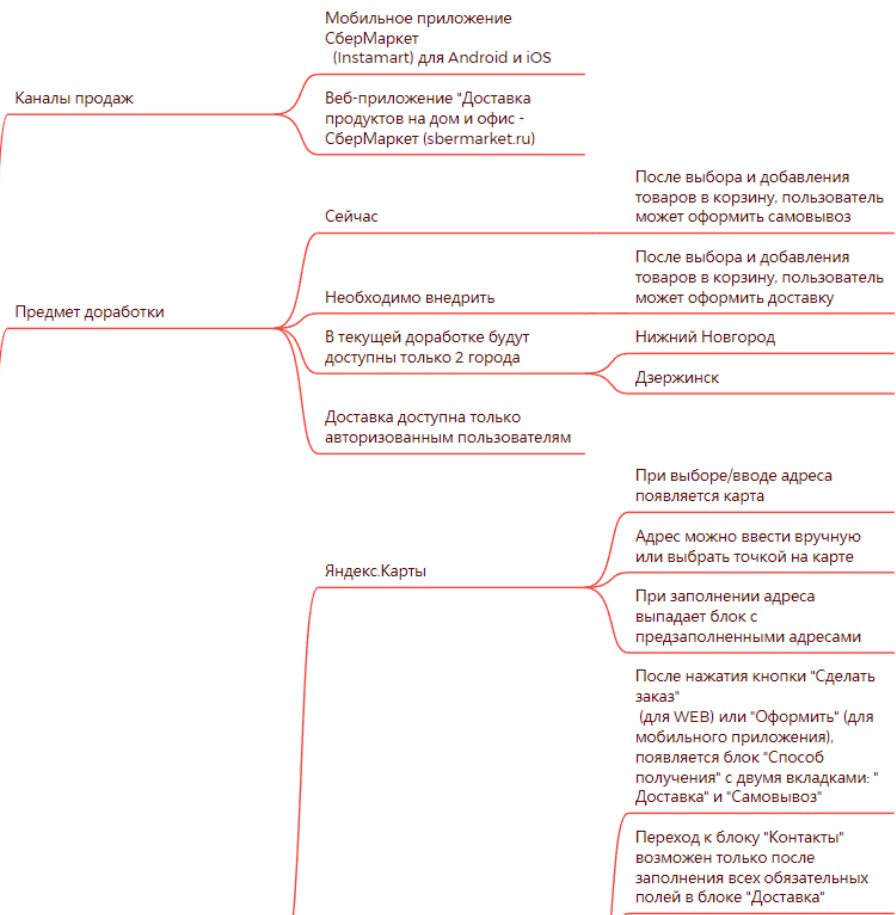 Мобильное приложение
СберМаркет
(Instamart) для Android и iOS
Каналы продаж
Веб-приложение "Доставка
продуктов на дом и офис -
СберМаркет (sbermarket.ru)
После выбора и добавления
товаров в корзину, пользователь
может оформить самовывоз
Сейчас
После выбора и добавления
товаров в корзину, пользователь
может оформить доставку
Необходимо внедрить
Предмет доработки
В текущей доработке будут
доступны только 2 города
Нижний Новгород
Дзержинск
Доставка доступна только
авторизованным пользователям
При выборе/вводе адреса
появляется карта
Адрес можно ввести вручную
или выбрать точкой на карте
Яндекс.Карты
При заполнении адреса
выпадает блок с
предзаполненными адресами
После нажатия кнопки "Сделать
заказ"
(для WEB) или "Оформить" (для
мобильного приложения),
появляется блок "Способ
получения" с двумя вкладками: "
Доставка" и "Самовывоз"
Переход к блоку "Контакты"
возможен только после
заполнения всех обязательных
полей в блоке "Доставка"